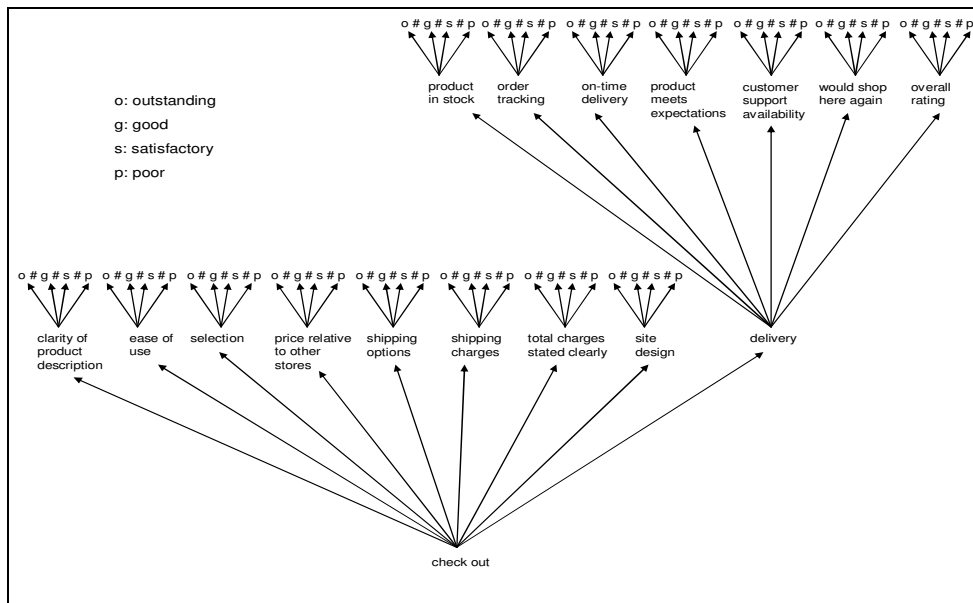 o # g # s # p o # g # s # p o # g # s # p o # g # s # p o # g # s # p o # g # s # p o # g # s # p
product
in stock
order
tracking
on-time
delivery
product
meets
expectations
customer
support
availability
would shop
here again
overall
rating
o: outstanding
g: good
s: satisfactory
p: poor
o # g # s # p o # g # s # p o # g # s # p o # g # s # p o # g # s # p o # g # s # p o # g # s # p o # g # s # p
clarity of
product
description
ease of
use
selection
price relative
to other
stores
shipping
options
shipping
charges
total charges
stated clearly
site
design
delivery
check out